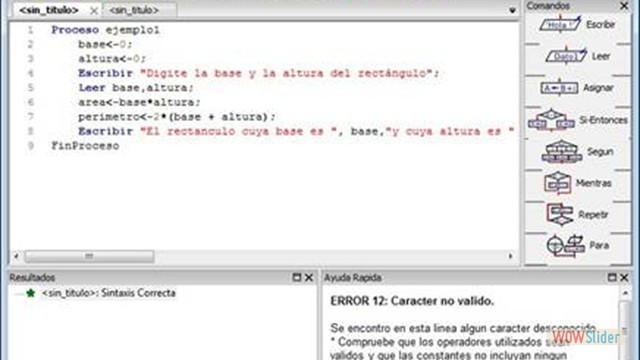 <sin_titulo> <sin_titulo>
1 Proceso ejemplo1
2 base<-0;
3 altura<-0;
4 Escribir "Digite la base y la altura del rectángulo";
5 Leer base,altura;
6 area<-base*altura;
7 perimetro<-2*(base + altura);
8 Escribir "El rectanculo cuya base es ", base,"y cuya altura es "
9 FinProceso
Comandos
'Hola !' Escribir
Dato1 Leer
A B+ Asignar
Si-Entonces
Segun
Mientras
Repetir
Para
Resultados
<sin_titulo>: Sintaxis Correcta
Ayuda Rapida
ERROR 12: Caracter no valido.
Se encontro en esta linea algun caracter desconocido.
* Compruebe que los operadores utilizados sean
validos y que las constantes no incluyan ningun
WOWSlider